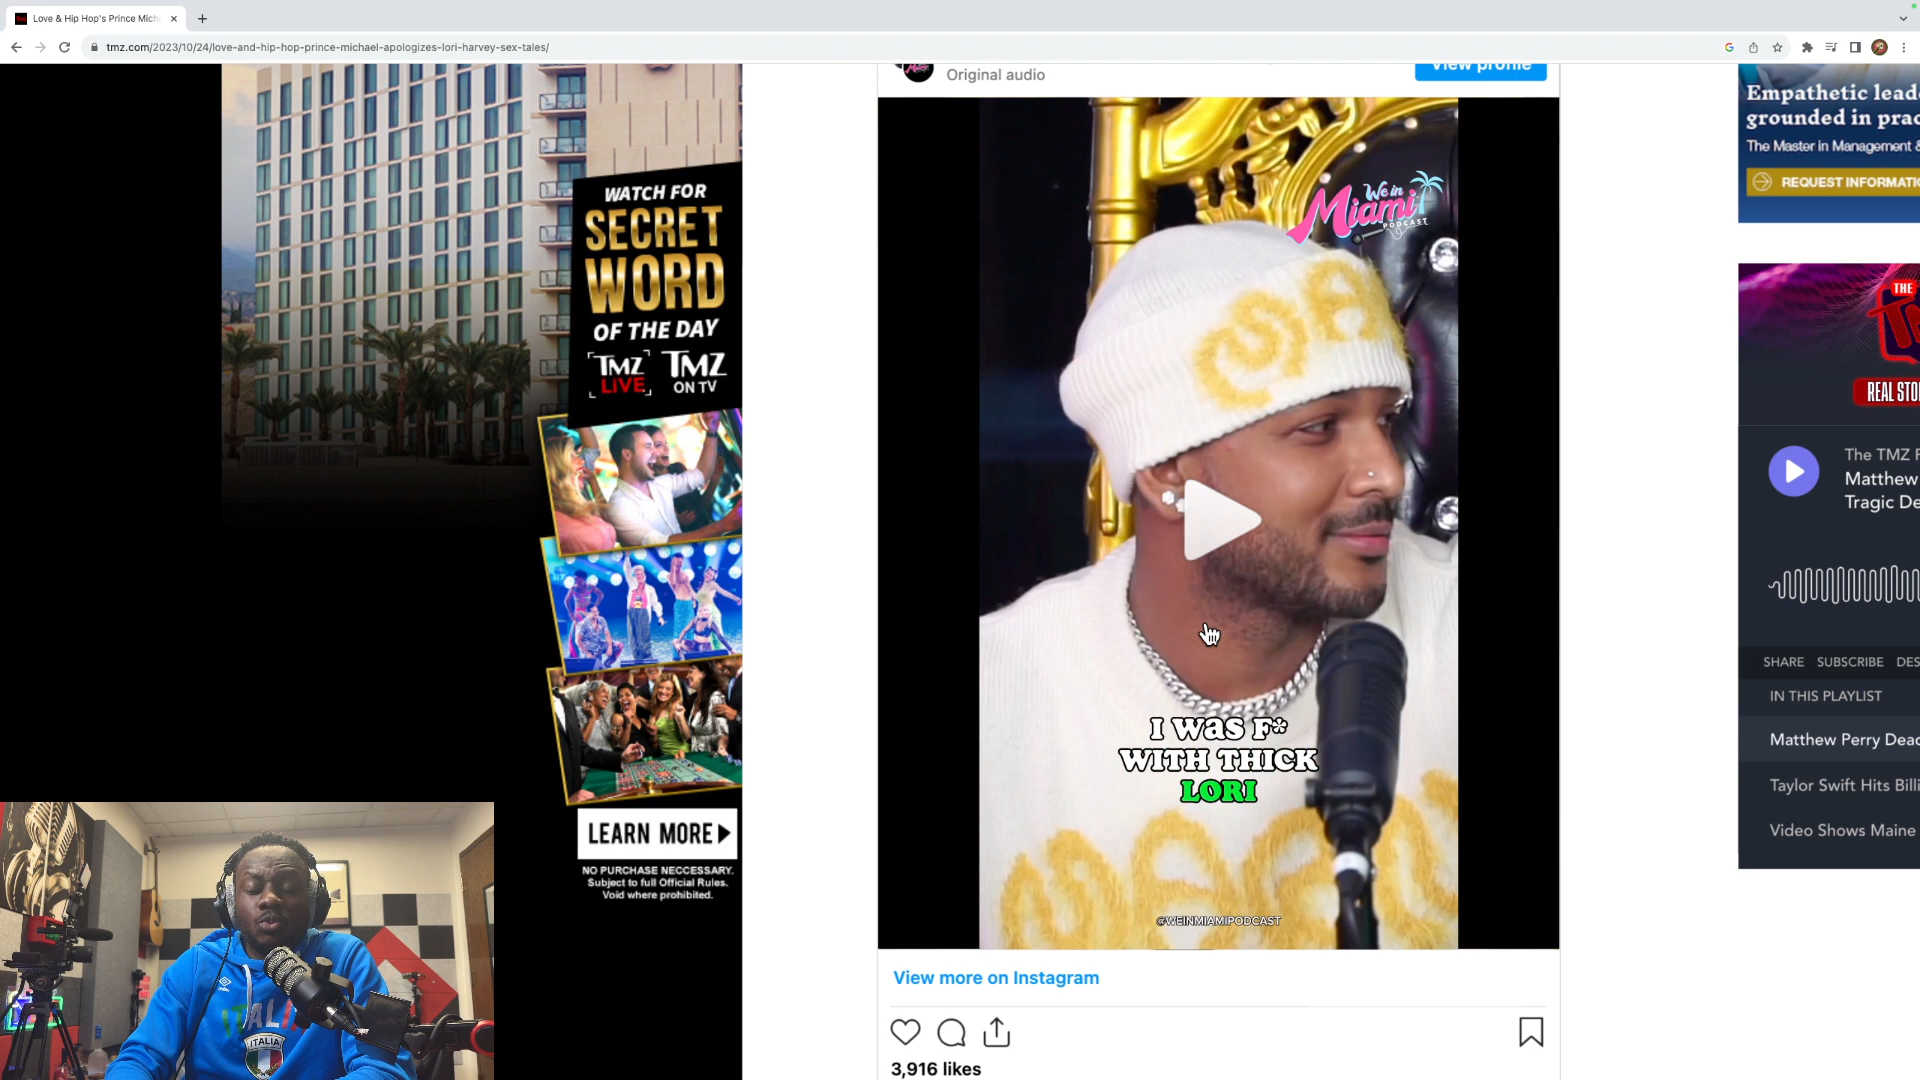 Love & Hip Hop's Prince Mich
tmz.com/2023/10/24/love-and-hip-hop-prince-michael-apologizes-lori-harvey-sex-tales/
WATCH FOR
SECRET
WORD
OF THE DAY
TMZ LIVE TMZ ON TV
LEARN MORE
NO PURCHASE NECCESSARY.
Subject to full Official Rules.
Void where prohibited.
ITALI
ITALIA
Original audio
View profile
We in
Miami
PODCAST
I WAS F*
WITH THICK
LORI
@WEINMIAMIPODCAST
View more on Instagram
3,916 likes
Empathetic lead
grounded in prac
The Master in Management &
REQUEST INFORMATIO
THE
REAL STO
The TMZ P
Matthew
Tragic De
SHARE SUBSCRIBE DES
IN THIS PLAYLIST
Matthew Perry Dead
Taylor Swift Hits Billi
Video Shows Maine